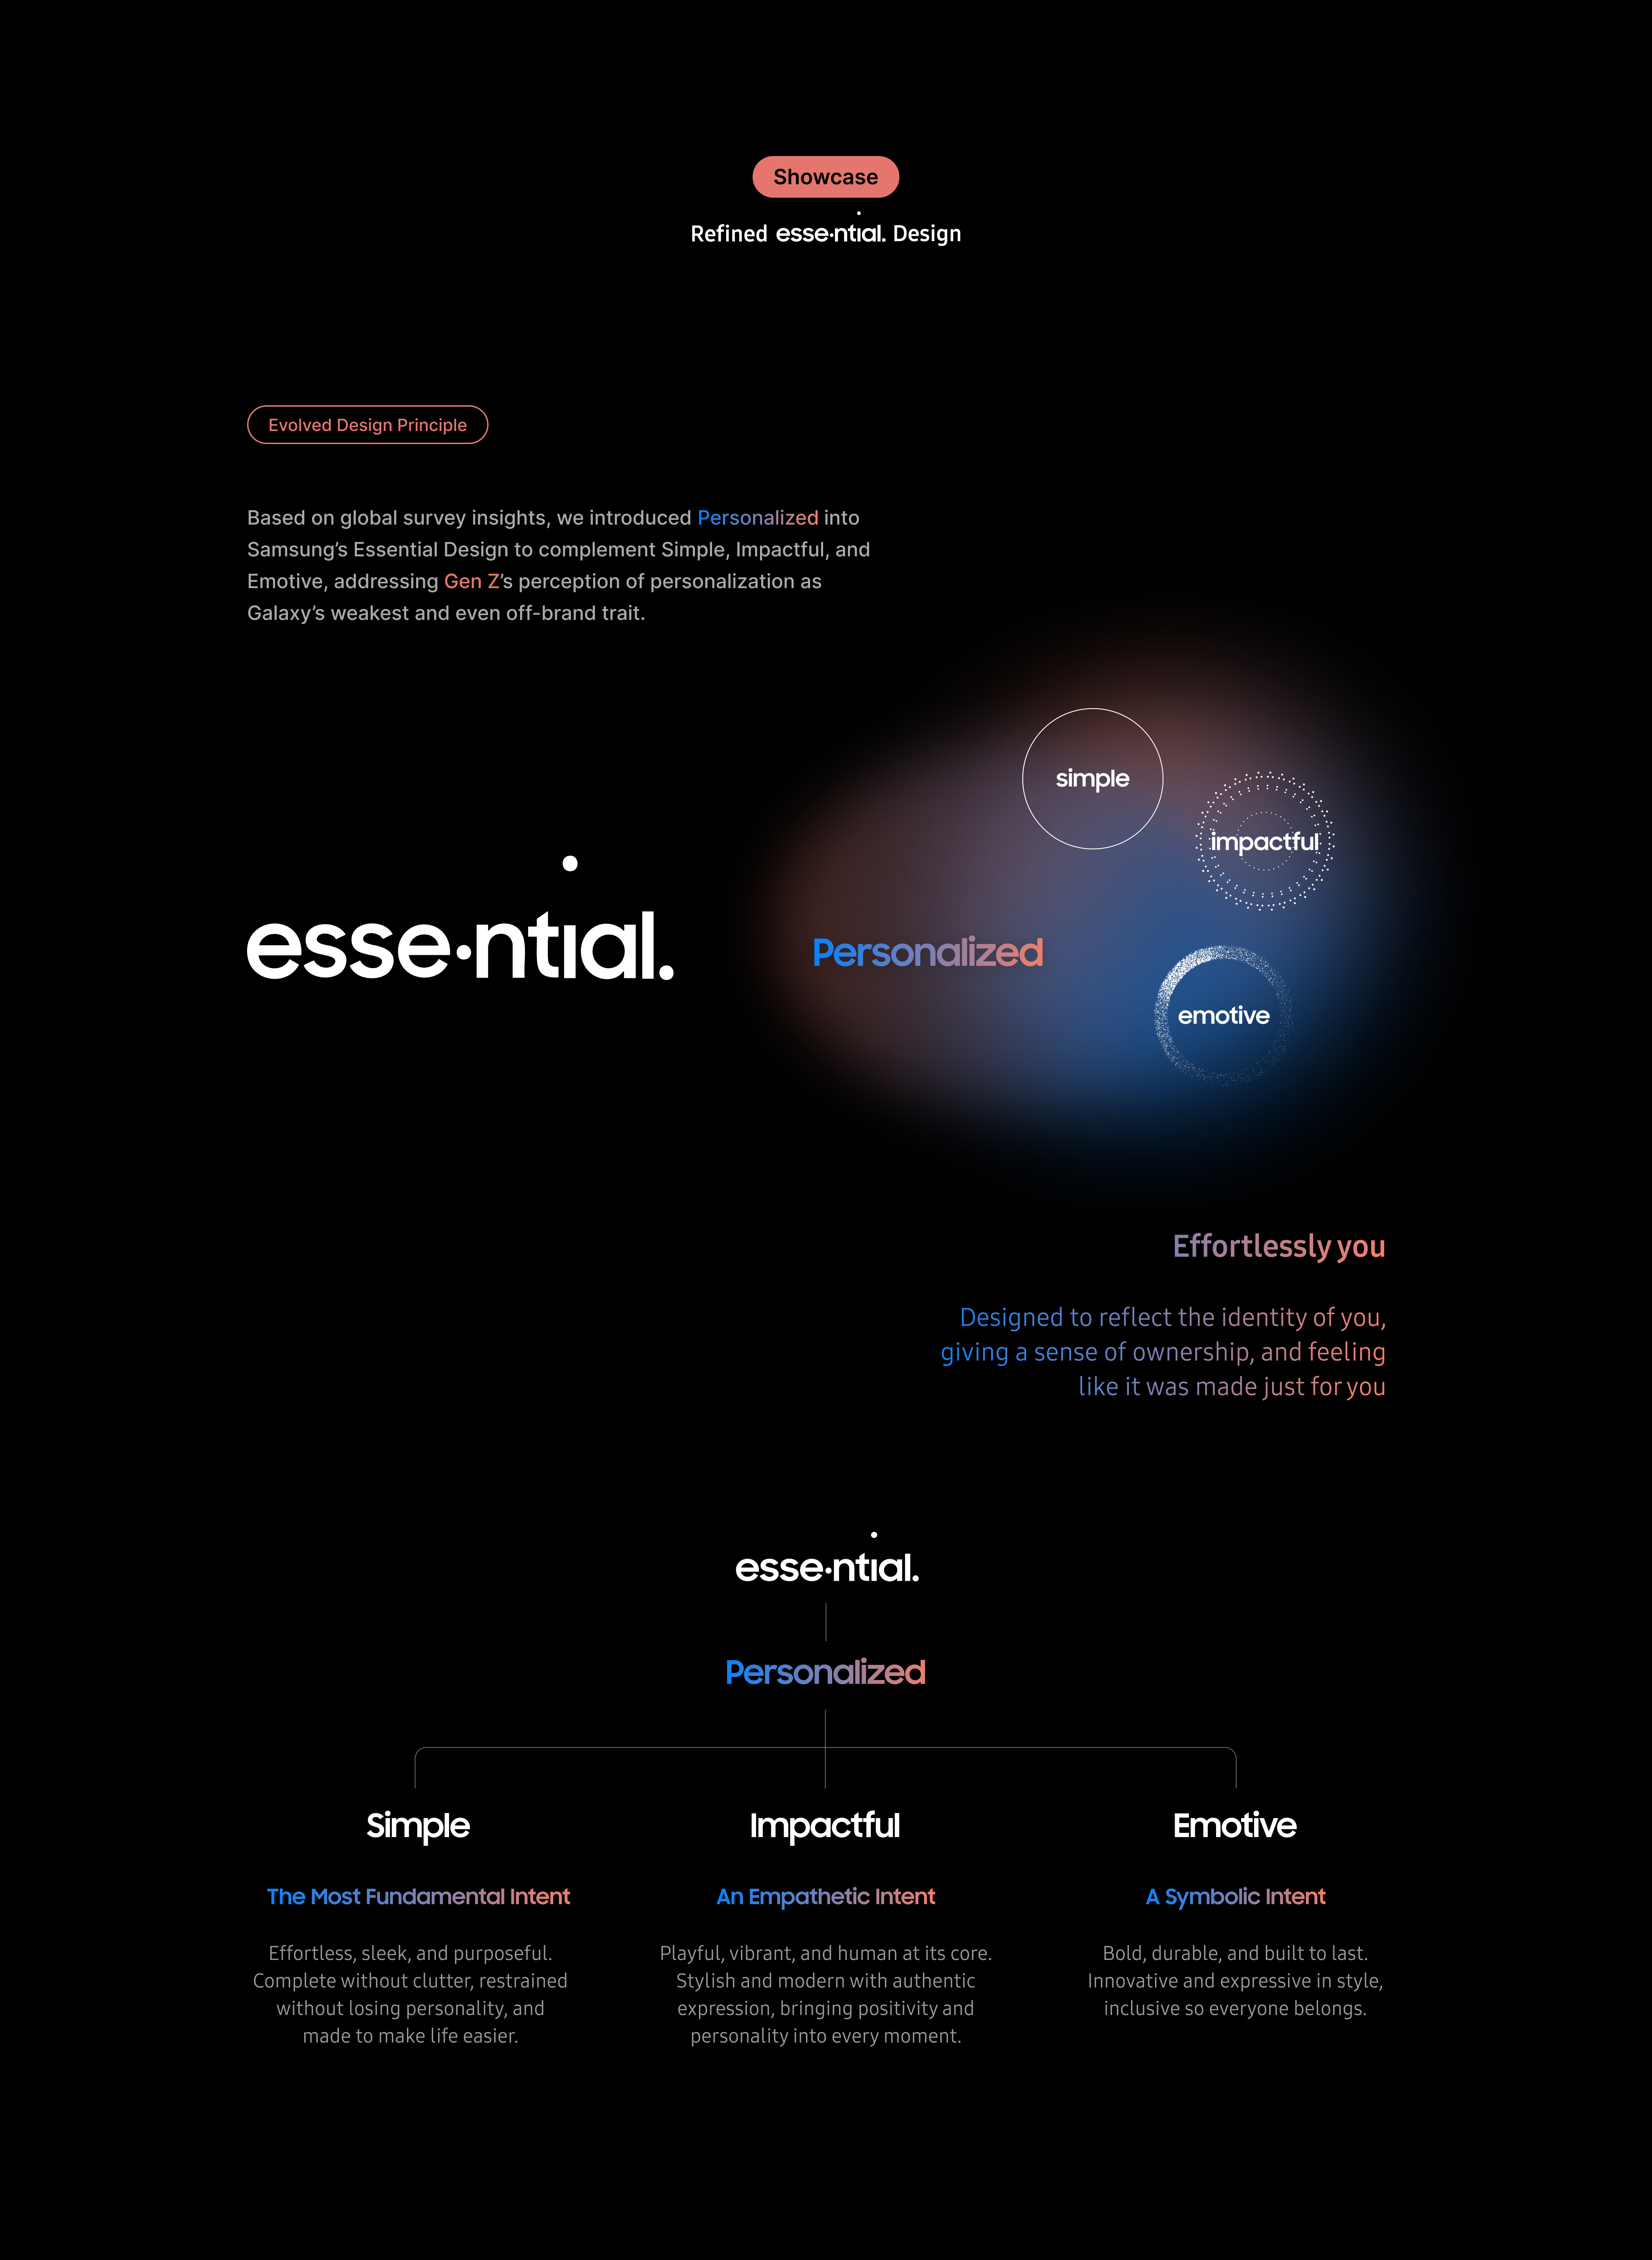 Showcase
Refined esse·ntial. Design
Evolved Design Principle
Based on global survey insights, we introduced Personalized into
Samsung’s Essential Design to complement Simple, Impactful, and
Emotive, addressing Gen Z’s perception of personalization as
Galaxy’s weakest and even off-brand trait.
simple
impactful
esse·ntial.
Personalized
emotive
Effortlessly you
Designed to reflect the identity of you,
giving a sense of ownership, and feeling
like it was made just for you
esse·ntial.
Personalized
Simple
The Most Fundamental Intent
Effortless, sleek, and purposeful.
Complete without clutter, restrained
without losing personality, and
made to make life easier.
Impactful
An Empathetic Intent
Playful, vibrant, and human at its core.
Stylish and modern with authentic
expression, bringing positivity and
personality into every moment.
Emotive
A Symbolic Intent
Bold, durable, and built to last.
Innovative and expressive in style,
inclusive so everyone belongs.